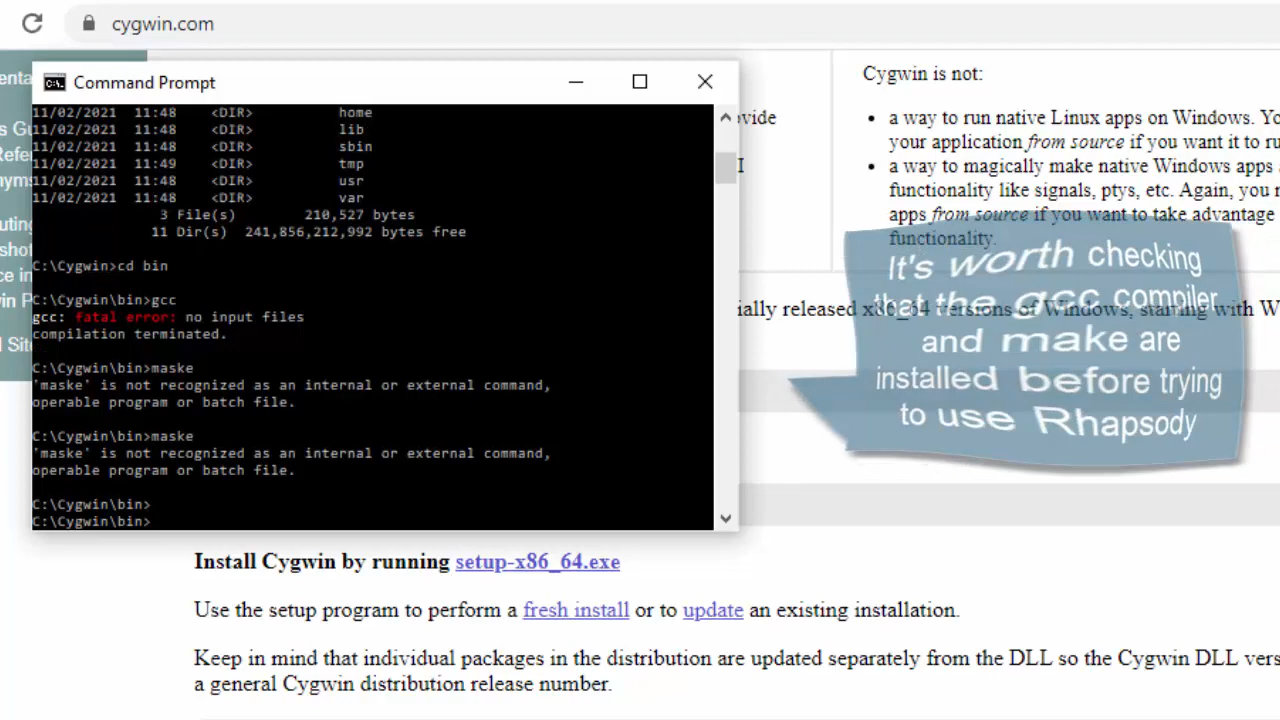 cygwin.com
Command Prompt
11/02/2021 11:48 <DIR> home
11/02/2021 11:48 <DIR> lib
11/02/2021 11:48 <DIR> sbin
11/02/2021 11:49 <DIR> tmp
11/02/2021 11:48 <DIR> usr
11/02/2021 11:48 <DIR> var
3 File(s) 210,527 bytes
11 Dir(s) 241,856,212,992 bytes free
C:\Cygwin>cd bin
C:\Cygwin\bin>gcc
gcc: fatal error: no input files
compilation terminated.
C:\Cygwin\bin>maske
'maske' is not recognized as an internal or external command,
operable program or batch file.
C:\Cygwin\bin>maske
'maske' is not recognized as an internal or external command,
operable program or batch file.
C:\Cygwin\bin>
C:\Cygwin\bin>
Cygwin is not:
a way to run native Linux apps on Windows.
your application from source if you want it to
a way to magically make native Windows apps
functionality like signals, ptys, etc. Again, you
apps from source if you want to take advantage
functionality.
released x86_64 versions of Windows, starting with
It's worth checking
that the gcc compiler
and make are
installed before trying
to use Rhapsody
Install Cygwin by running setup-x86_64.exe
Use the setup program to perform a fresh install or to update an existing installation.
Keep in mind that individual packages in the distribution are updated separately from the DLL so the Cygwin DLL
a general Cygwin distribution release number.